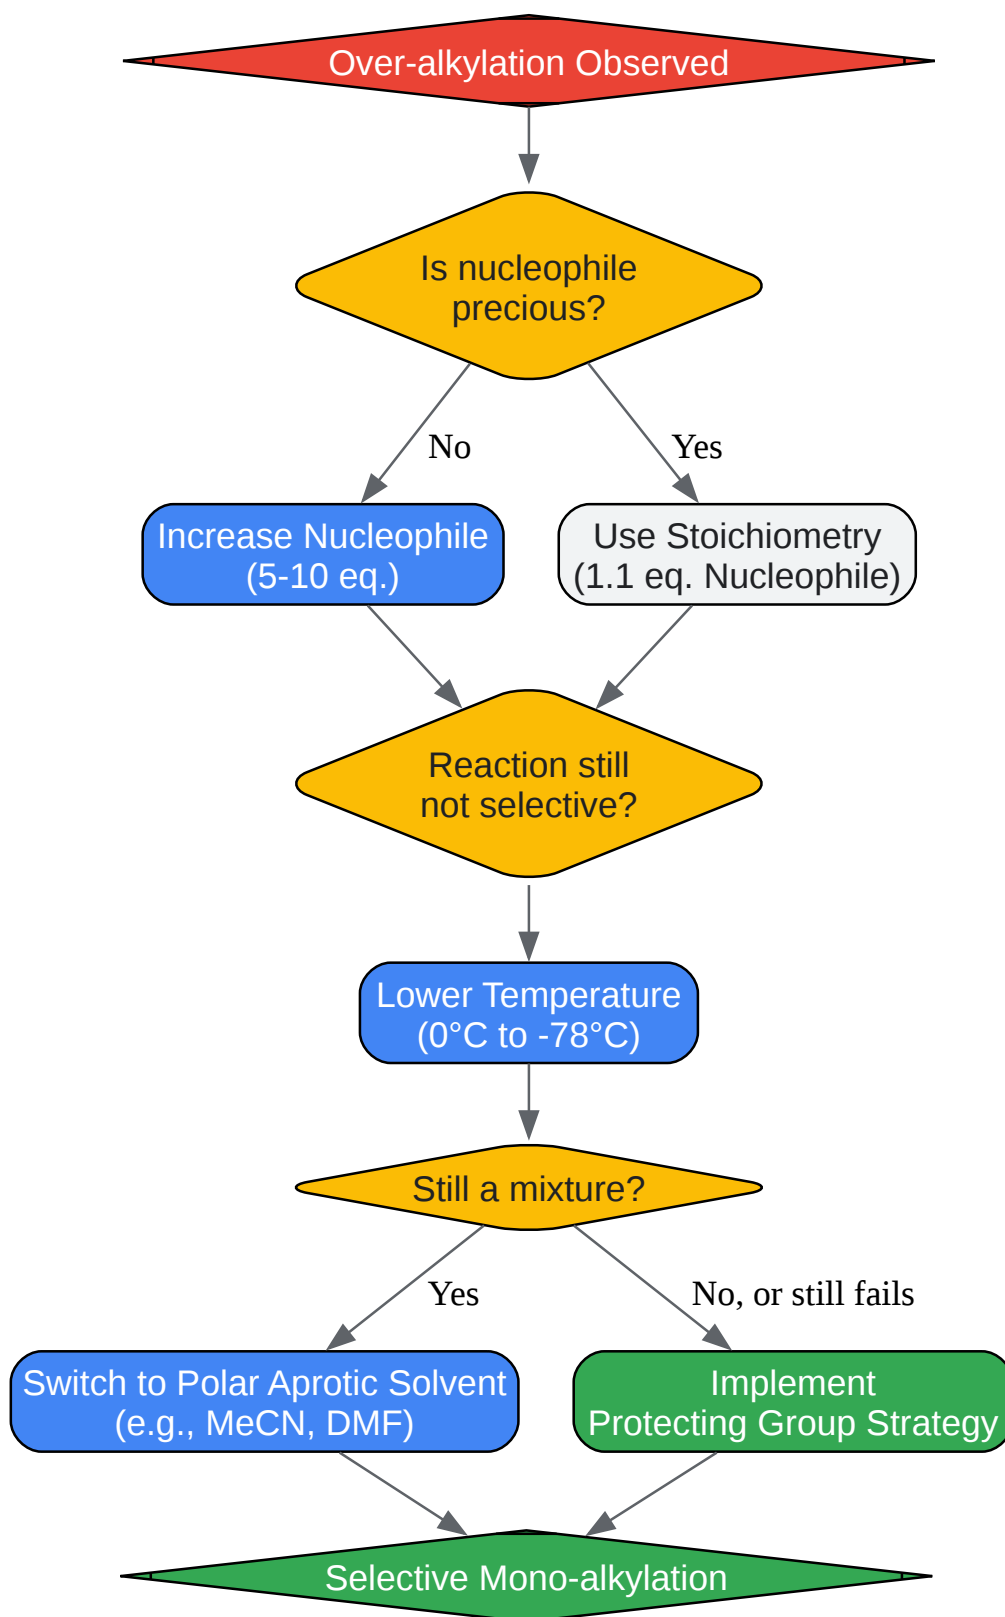 Over-alkylation Observed
Is nucleophile
precious?
No
Yes
Increase Nucleophile
(5-10 eq.)
Use Stoichiometry
(1.1 eq. Nucleophile)
Reaction still
not selective?
Lower Temperature
(0°C to -78°C)
Still a mixture?
Yes
No, or still fails
Switch to Polar Aprotic Solvent
(e.g., MeCN, DMF)
Implement
Protecting Group Strategy
Selective Mono-alkylation